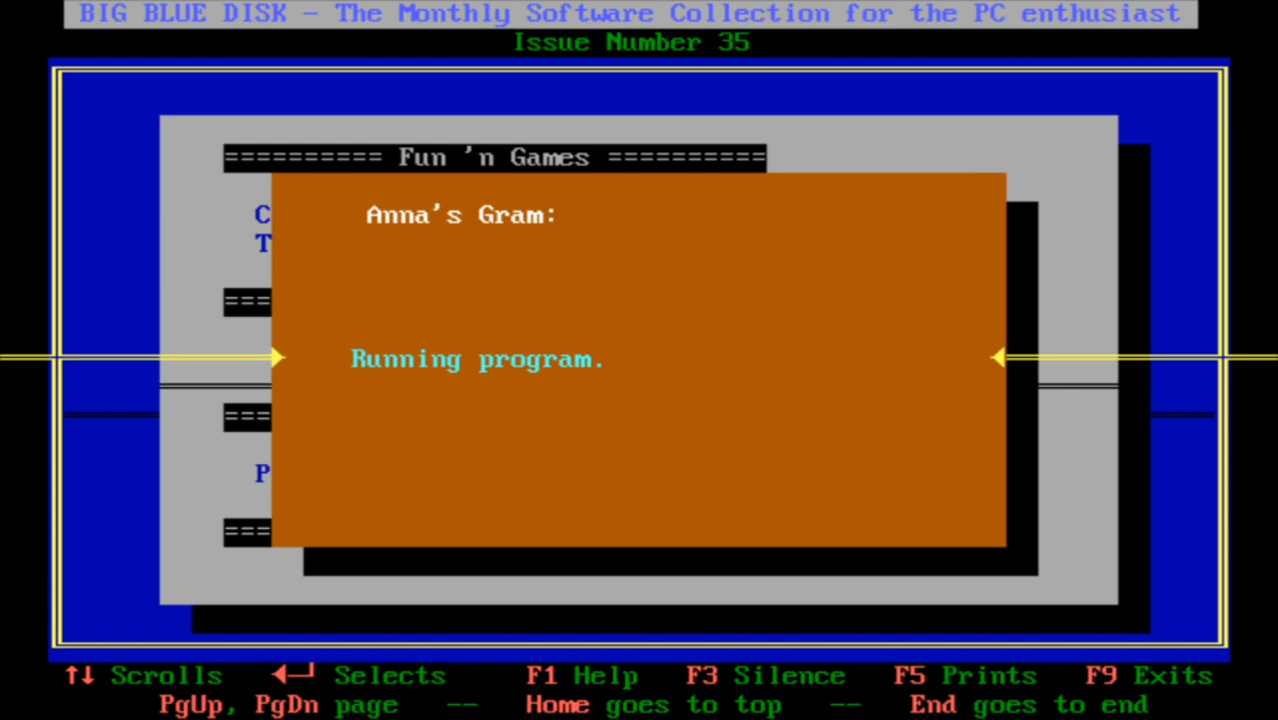 BIG BLUE DISK - The Monthly Software Collection for the PC enthusiast
Issue Number 35
========== Fun 'n Games ==========
C
Anna's Gram:
T
===
Running program.
===
P
===
↑↓ Scrolls ◄─┘ Selects F1 Help F3 Silence F5 Prints F9 Exits
PgUp, PgDn page -- Home goes to top -- End goes to end